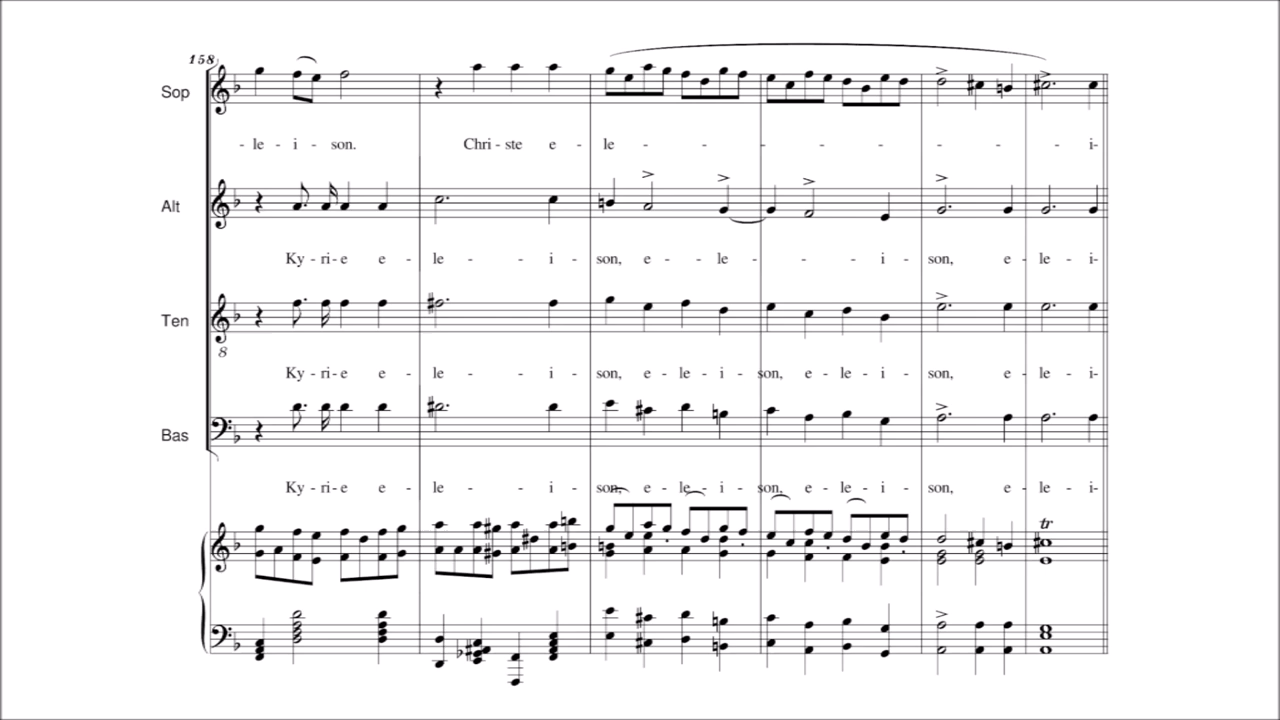 158
Sop
- le - i - son. Chri - ste e - le - - - - - - - - i-
Alt
Ky - ri - e e - le - i - son, e - le - - i - son, e - le - i-
Ten
8
Ky - ri - e e - le - i - son, e - le - i - son, e - le - i - son, e - le - i-
Bas
Ky - ri - e e - le - i - son, e - le - i - son, e - le - i - son, e - le - i-
tr